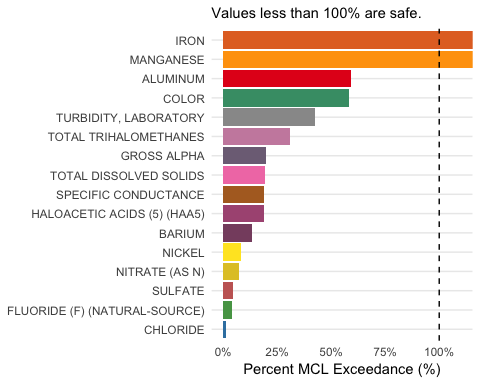 Values less than 100% are safe.
IRON
MANGANESE
ALUMINUM
COLOR
TURBIDITY, LABORATORY
TOTAL TRIHALOMETHANES
GROSS ALPHA
TOTAL DISSOLVED SOLIDS
SPECIFIC CONDUCTANCE
HALOACETIC ACIDS (5) (HAA5)
BARIUM
NICKEL
NITRATE (AS N)
SULFATE
FLUORIDE (F) (NATURAL-SOURCE)
CHLORIDE
0% 25% 50% 75% 100%
Percent MCL Exceedance (%)